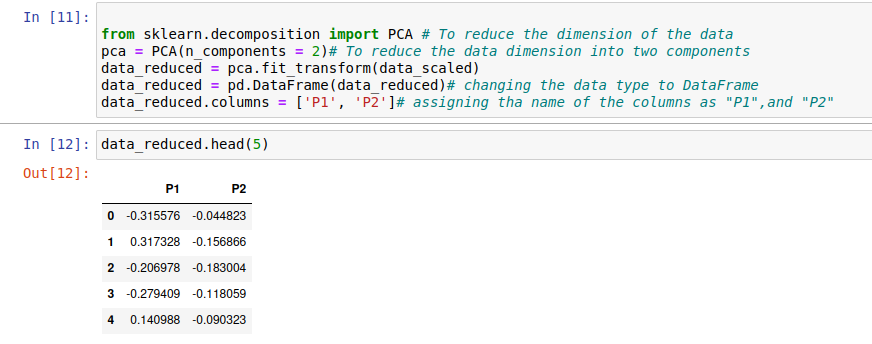 In [11]:
from sklearn.decomposition import PCA # To reduce the dimension of the data
pca = PCA(n_components = 2)# To reduce the data dimension into two components
data_reduced = pca.fit_transform(data_scaled)
data_reduced = pd.DataFrame(data_reduced)# changing the data type to DataFrame
data_reduced.columns = ['P1', 'P2']# assigning tha name of the columns as "P1",and "P2"
In [12]: data_reduced.head(5)
Out[12]:
P1 P2
0 -0.315576 -0.044823
1 0.317328 -0.156866
2 -0.206978 -0.183004
3 -0.279409 -0.118059
4 0.140988 -0.090323